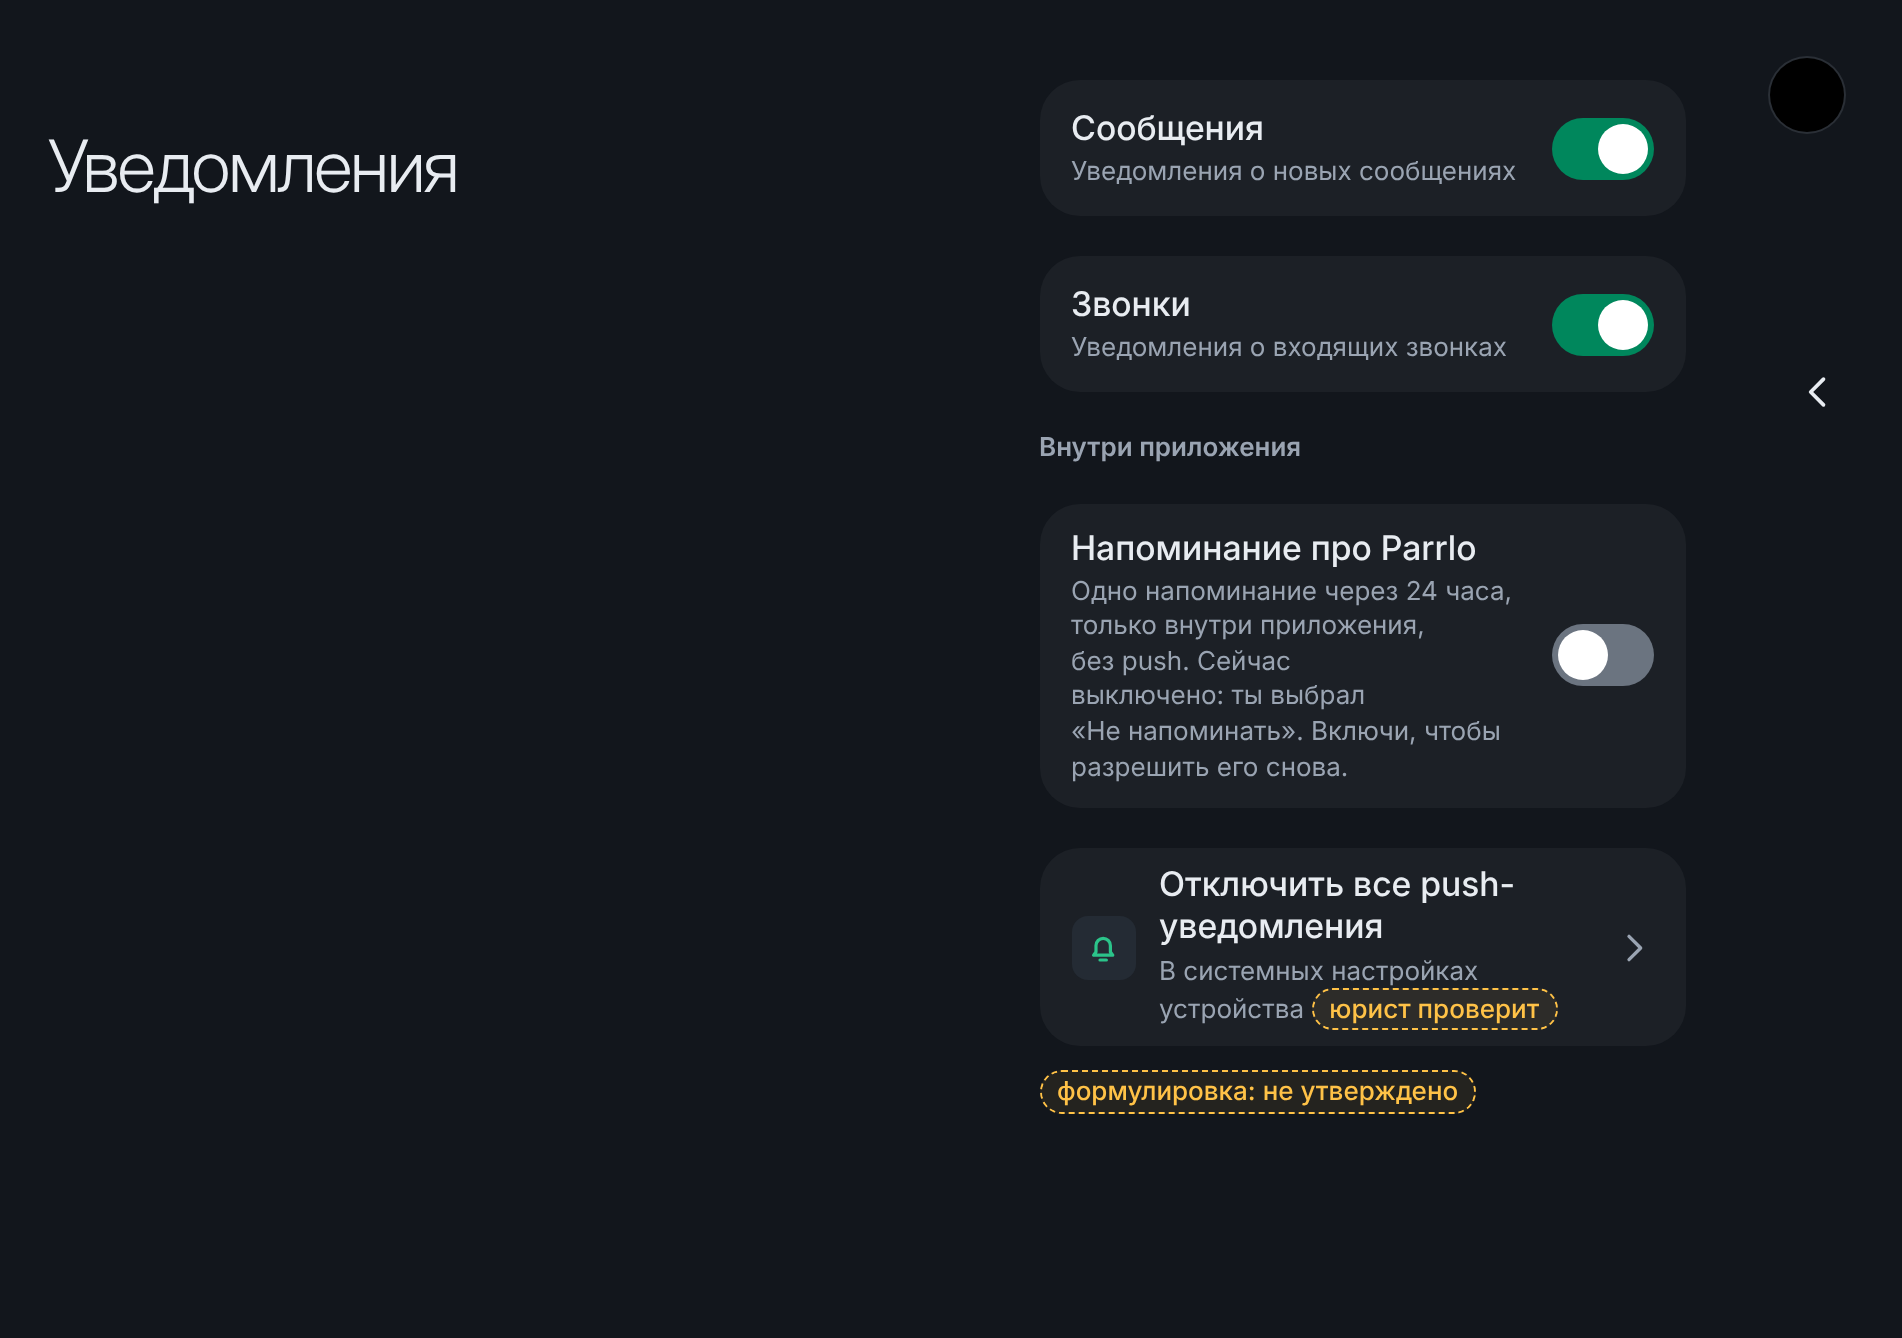 Уведомления
Сообщения
Уведомления о новых сообщениях
Звонки
Уведомления о входящих звонках
Внутри приложения
Напоминание про Parrlo
Одно напоминание через 24 часа,
только внутри приложения,
без push. Сейчас
выключено: ты выбрал
«Не напоминать». Включи, чтобы
разрешить его снова.
Отключить все push-
уведомления
В системных настройках
устройства юрист проверит
формулировка: не утверждено